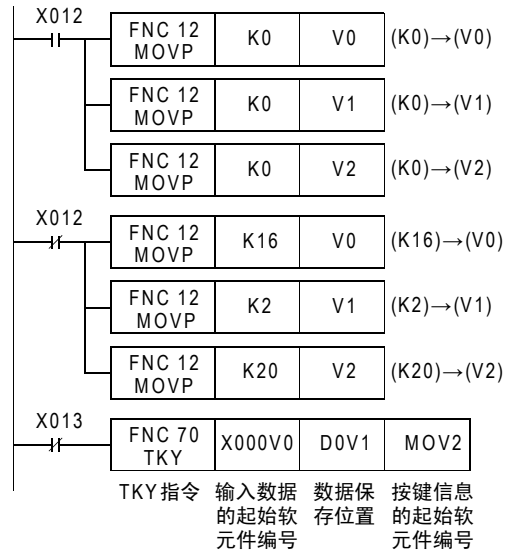 X012
FNC 12
MOVP
K0
V0
(K0)→(V0)
FNC 12
MOVP
K0
V1
(K0)→(V1)
FNC 12
MOVP
K0
V2
(K0)→(V2)
X012
FNC 12
MOVP
K16
V0
(K16)→(V0)
FNC 12
MOVP
K2
V1
(K2)→(V1)
FNC 12
MOVP
K20
V2
(K20)→(V2)
X013
FNC 70
TKY
X000V0
D0V1
MOV2
TKY指令
输入数据
的起始软
元件编号
数据保
存位置
按键信息
的起始软
元件编号